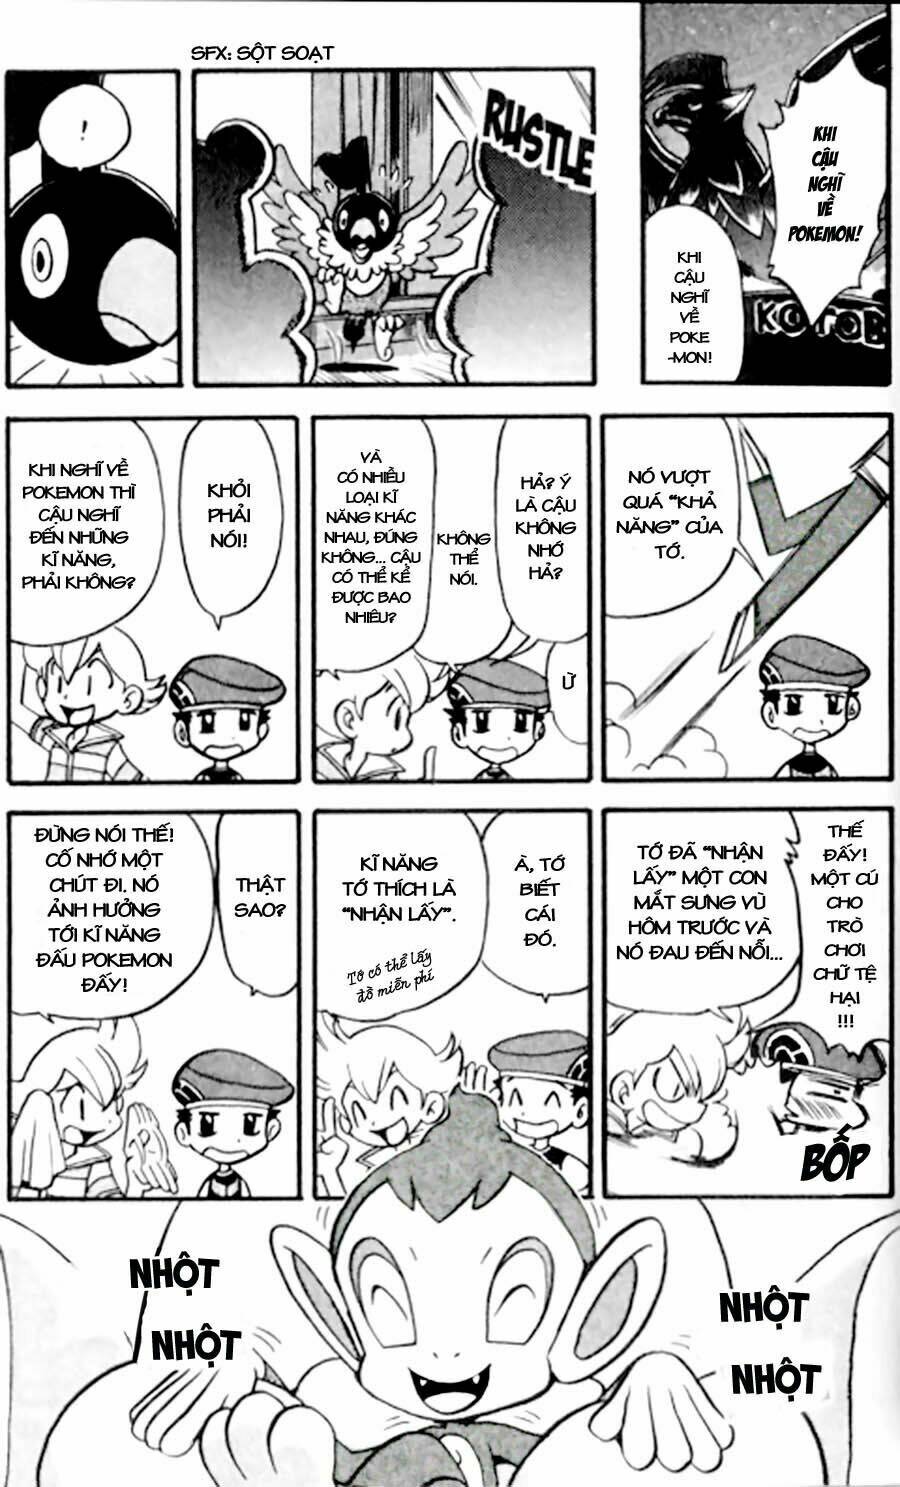 SFX: SỘT SOẠT
!
RUSTLE
KHI
CẬU
NGHĨ
VỀ
POKE
-MON!
KHI
CẬU
NGHĨ
VỀ
POKEMON!
KOTOB
KHI NGHĨ VỀ
POKEMON THÌ
CẬU NGHĨ
ĐẾN NHỮNG
KĨ NĂNG,
PHẢI KHÔNG?
KHỎI
PHẢI
NÓI!
VÀ
CÓ NHIỀU
LOẠI KĨ
NĂNG KHÁC
NHAU, ĐÚNG
KHÔNG... CẬU
CÓ THỂ KỂ
ĐƯỢC BAO
NHIÊU?
KHÔNG
THỂ
NÓI.
HẢ? Ý
LÀ CẬU
KHÔNG
NHỚ
HẢ?
Ừ
NÓ VƯỢT
QUÁ “KHẢ
NĂNG” CỦA
TỚ.
ĐỪNG NÓI THẾ!
CỐ NHỚ MỘT
CHÚT ĐI. NÓ
ẢNH HƯỞNG
TỚI KĨ NĂNG
ĐẤU POKEMON
ĐẤY!
THẬT
SAO?
KĨ NĂNG
TỚ THÍCH LÀ
“NHẬN LẤY”.
Tớ có thể lấy
đồ miễn phí
À, TỚ
BIẾT
CÁI
ĐÓ.
TỚ ĐÃ “NHẬN
LẤY” MỘT CON
MẮT SƯNG VÙ
HÔM TRƯỚC VÀ
NÓ ĐAU ĐẾN NỖI...
THẾ
ĐẤY!
MỘT CÚ
CHO
TRÒ
CHƠI
CHỮ TỆ
HẠI
!!!
BỐP
NHỘT
NHỘT
NHỘT
NHỘT